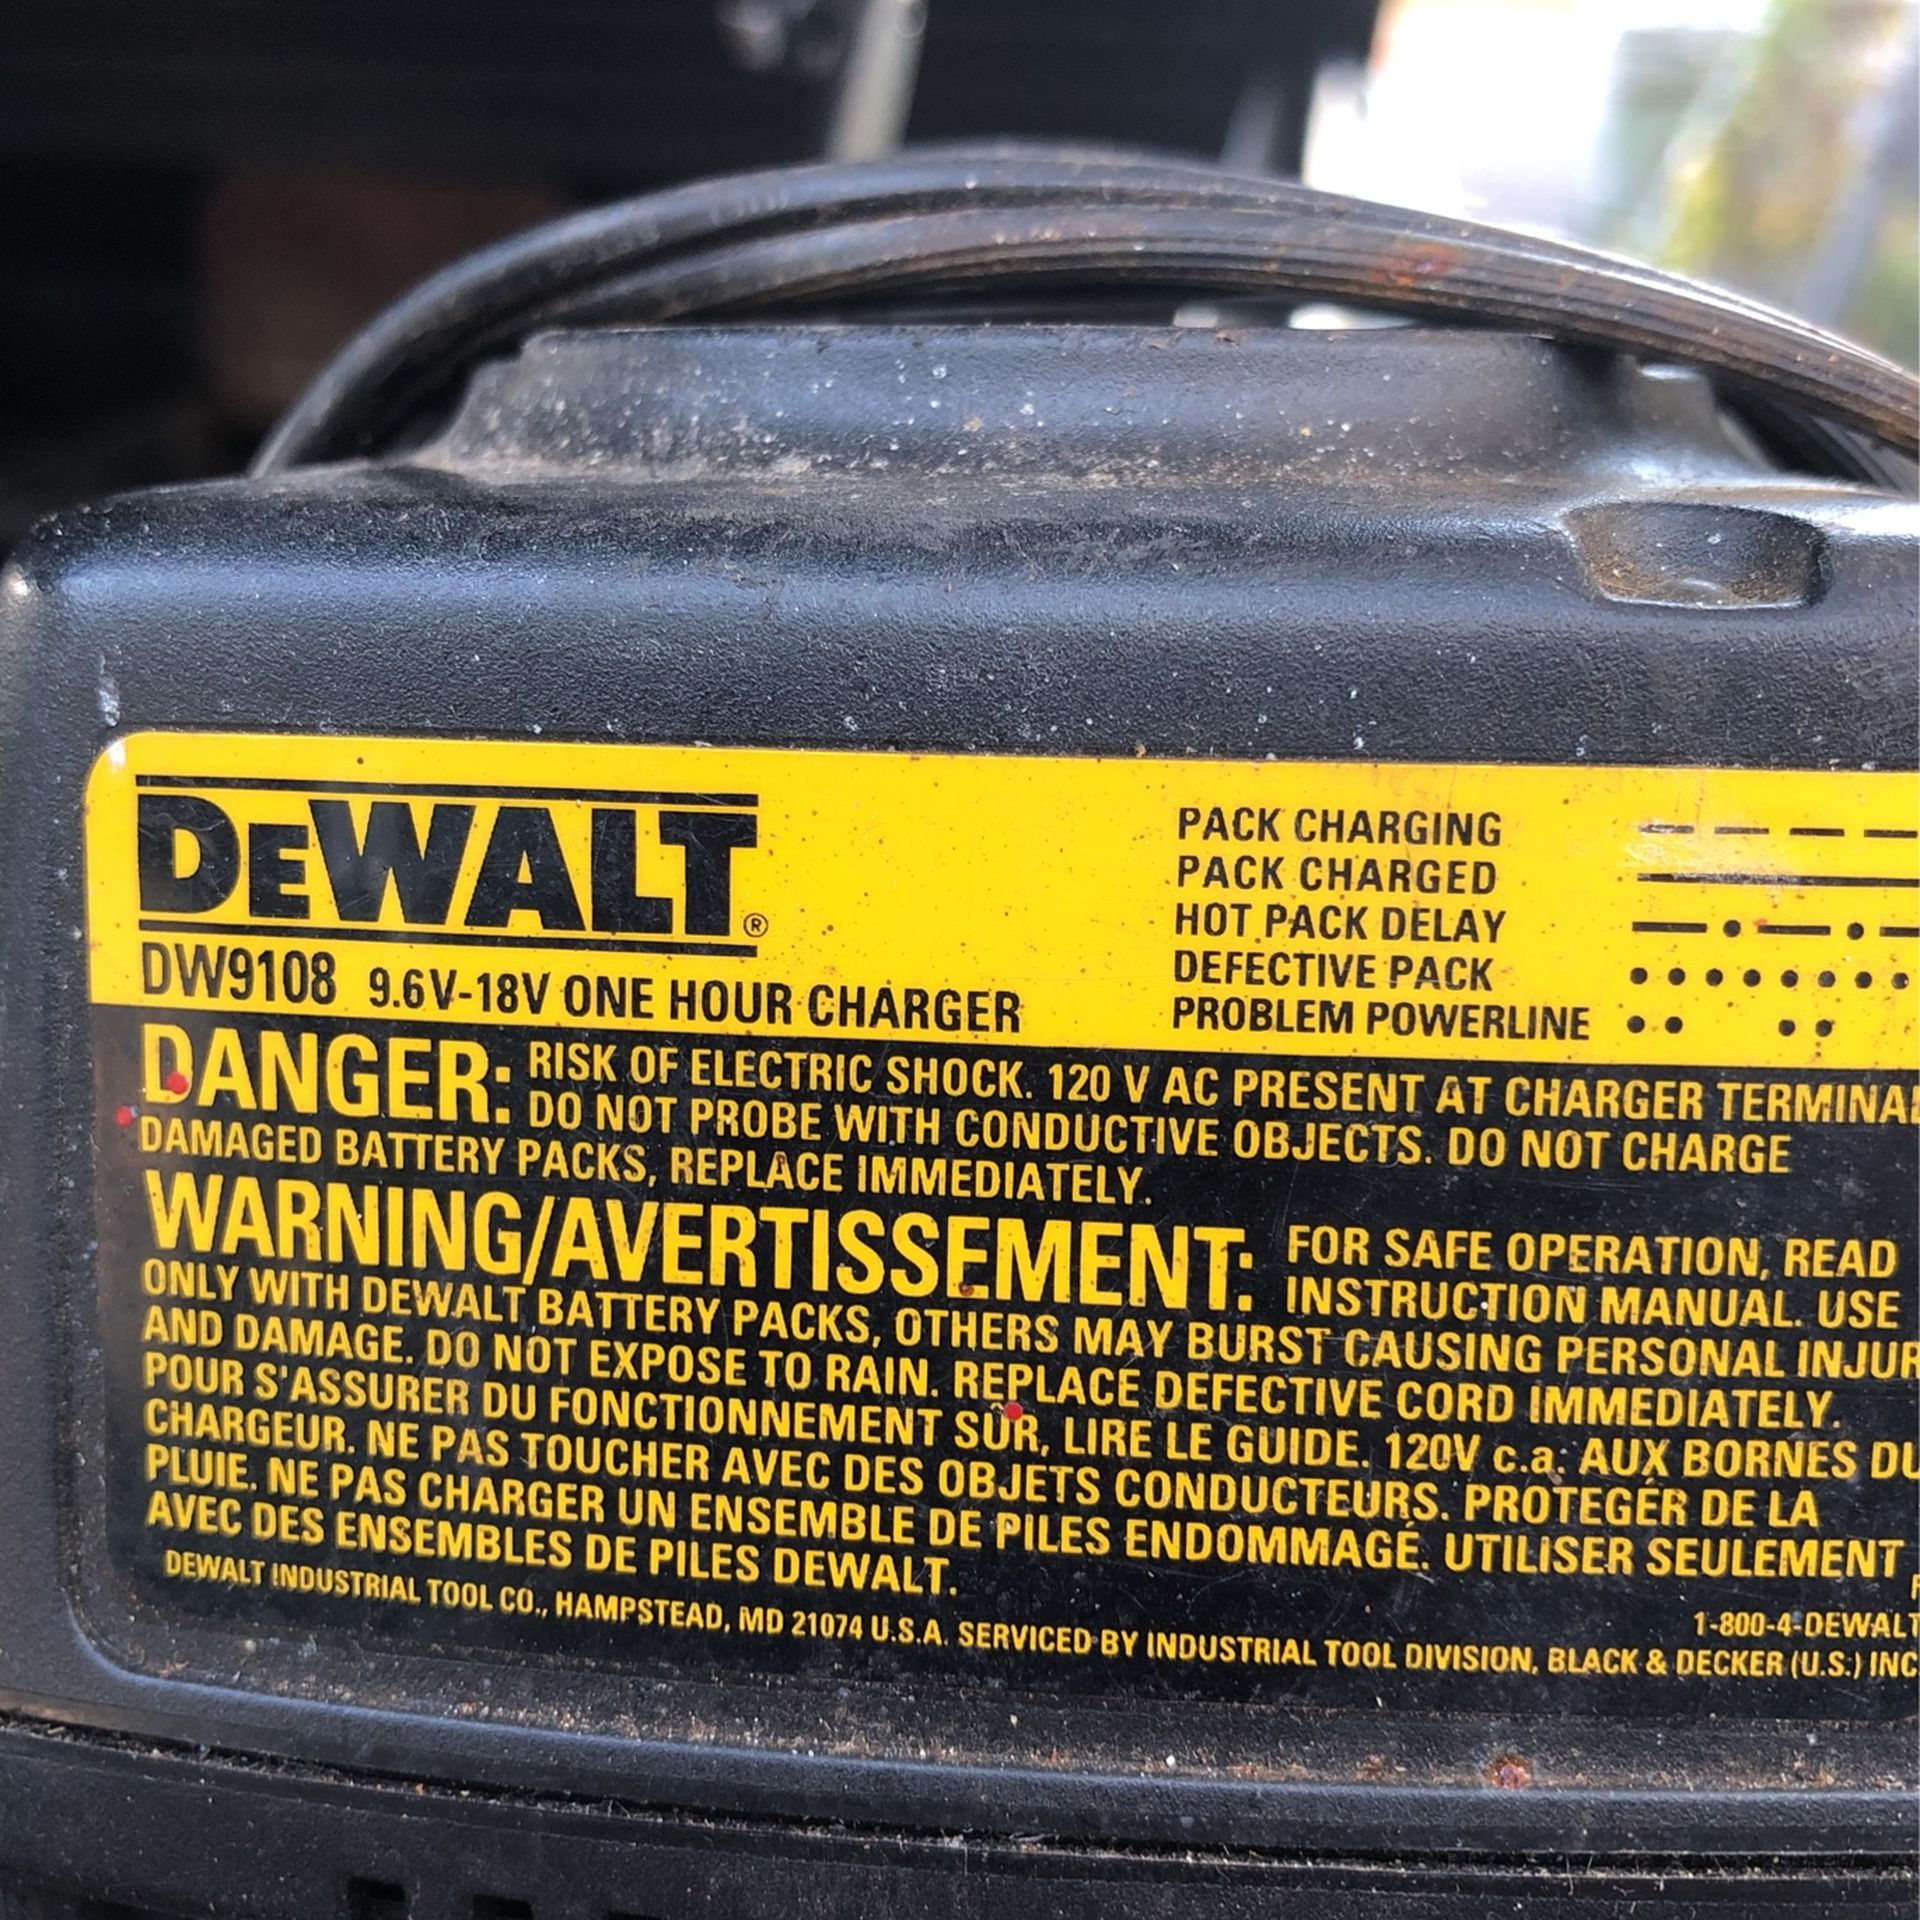 DEWALT®
DW9108 9.6V-18V ONE HOUR CHARGER
PACK CHARGING
PACK CHARGED
HOT PACK DELAY
DEFECTIVE PACK
PROBLEM POWERLINE
DANGER: RISK OF ELECTRIC SHOCK. 120 V AC PRESENT AT CHARGER TERMINAL
DO NOT PROBE WITH CONDUCTIVE OBJECTS. DO NOT CHARGE
DAMAGED BATTERY PACKS, REPLACE IMMEDIATELY.
WARNING/AVERTISSEMENT: FOR SAFE OPERATION, READ
INSTRUCTION MANUAL. USE
ONLY WITH DEWALT BATTERY PACKS, OTHERS MAY BURST CAUSING PERSONAL INJUR
AND DAMAGE. DO NOT EXPOSE TO RAIN. REPLACE DEFECTIVE CORD IMMEDIATELY.
POUR S'ASSURER DU FONCTIONNEMENT SÛR, LIRE LE GUIDE. 120V c.a. AUX BORNES DU
CHARGEUR. NE PAS TOUCHER AVEC DES OBJETS CONDUCTEURS. PROTEGÉR DE LA
PLUIE. NE PAS CHARGER UN ENSEMBLE DE PILES ENDOMMAGÉ. UTILISER SEULEMENT
AVEC DES ENSEMBLES DE PILES DEWALT.
1-800-4-DEWALT
DEWALT INDUSTRIAL TOOL CO., HAMPSTEAD, MD 21074 U.S.A. SERVICED BY INDUSTRIAL TOOL DIVISION, BLACK & DECKER (U.S.) INC